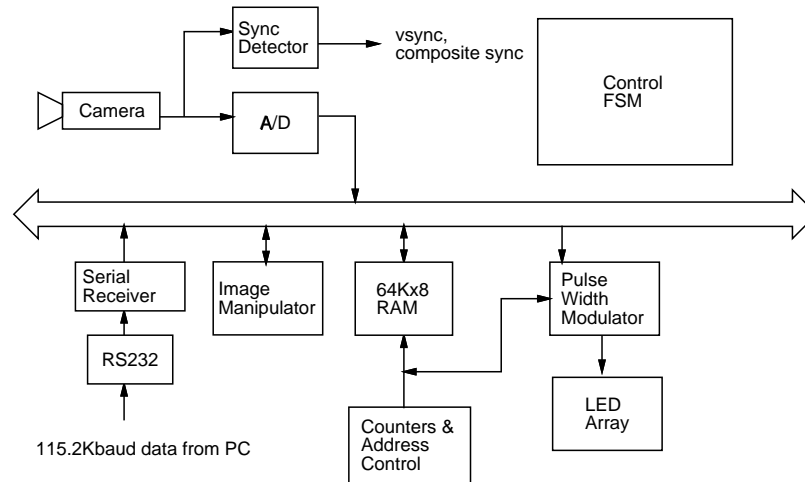 Sync
Detector
vsync,
composite sync
Control
FSM
Camera
A/D
Serial
Receiver
Image
Manipulator
64Kx8
RAM
Pulse
Width
Modulator
RS232
LED
Array
Counters &
Address
Control
115.2Kbaud data from PC